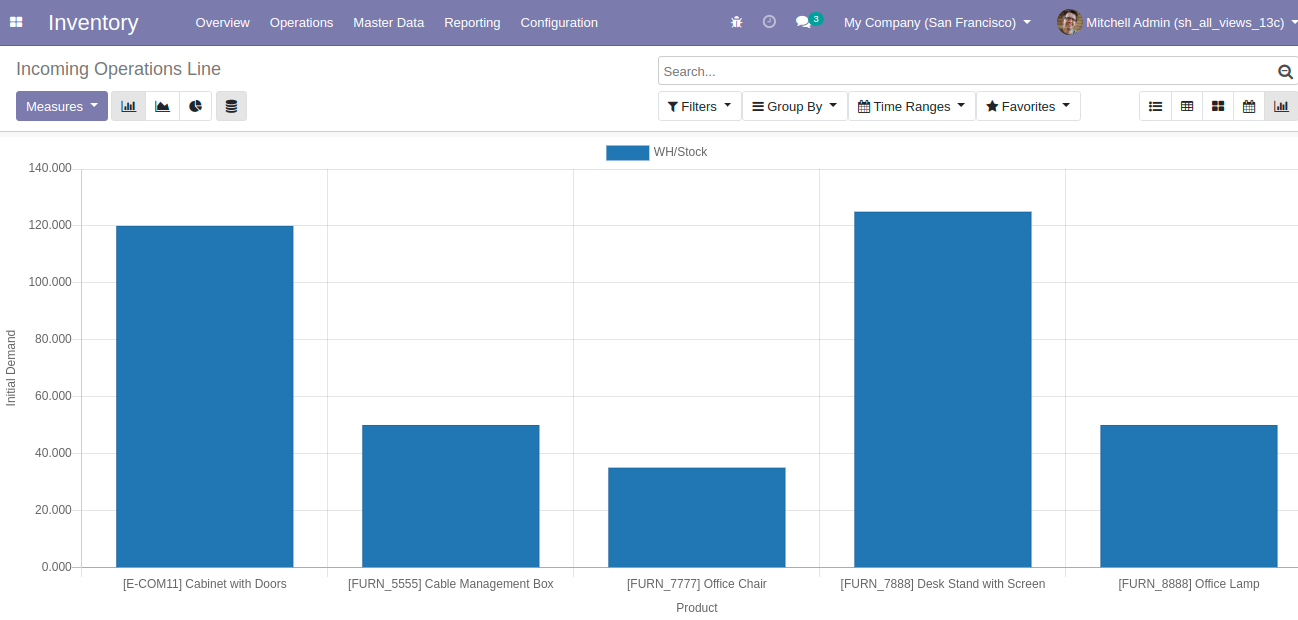 Inventory Overview Operations Master Data Reporting Configuration 3 My Company (San Francisco) Mitchell Admin (sh_all_views_13c)
Incoming Operations Line
Search...
Measures Filters Group By Time Ranges Favorites
WH/Stock
140.000
120.000
100.000
80.000
60.000
40.000
20.000
0.000
Initial Demand
[E-COM11] Cabinet with Doors [FURN_5555] Cable Management Box [FURN_7777] Office Chair [FURN_7888] Desk Stand with Screen [FURN_8888] Office Lamp
Product